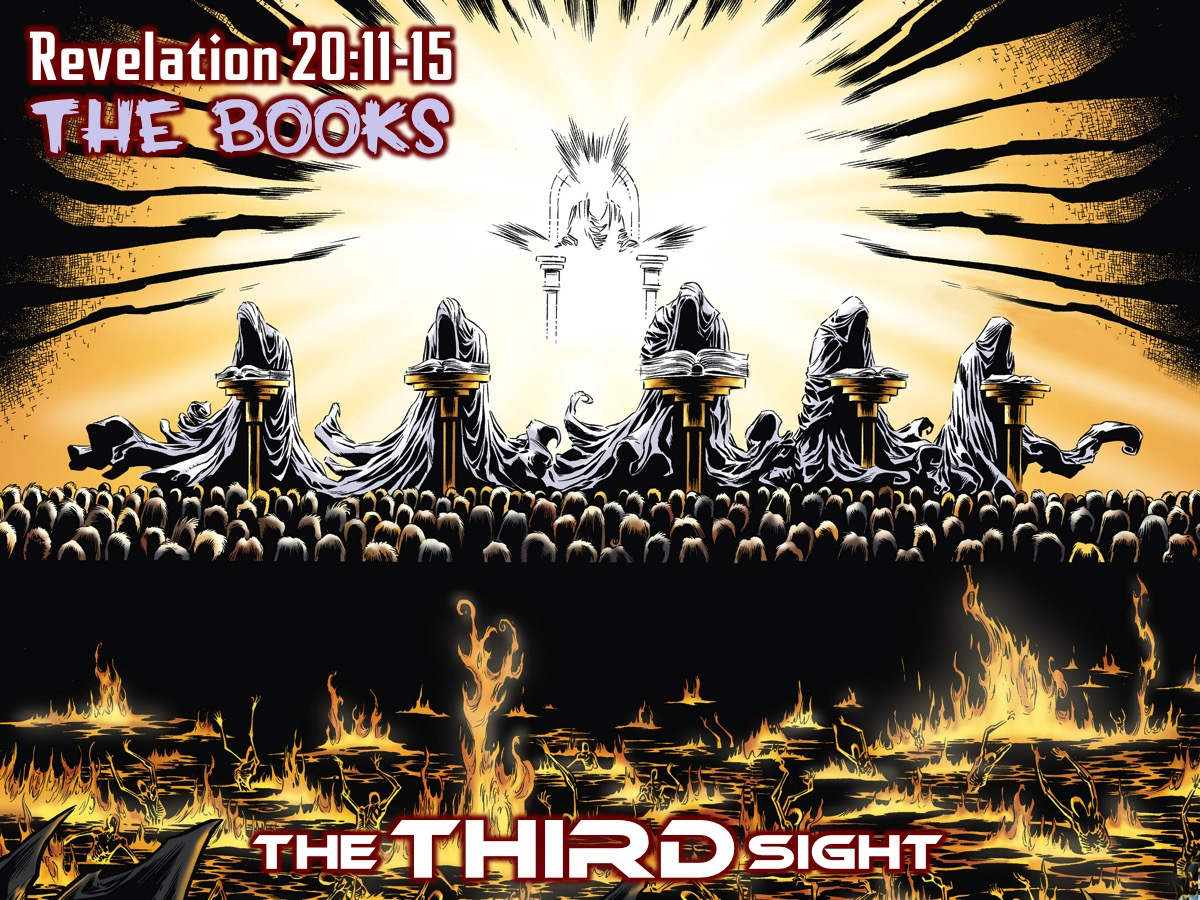 Revelation 20:11-15
THE BOOKS
THE THIRD SIGHT